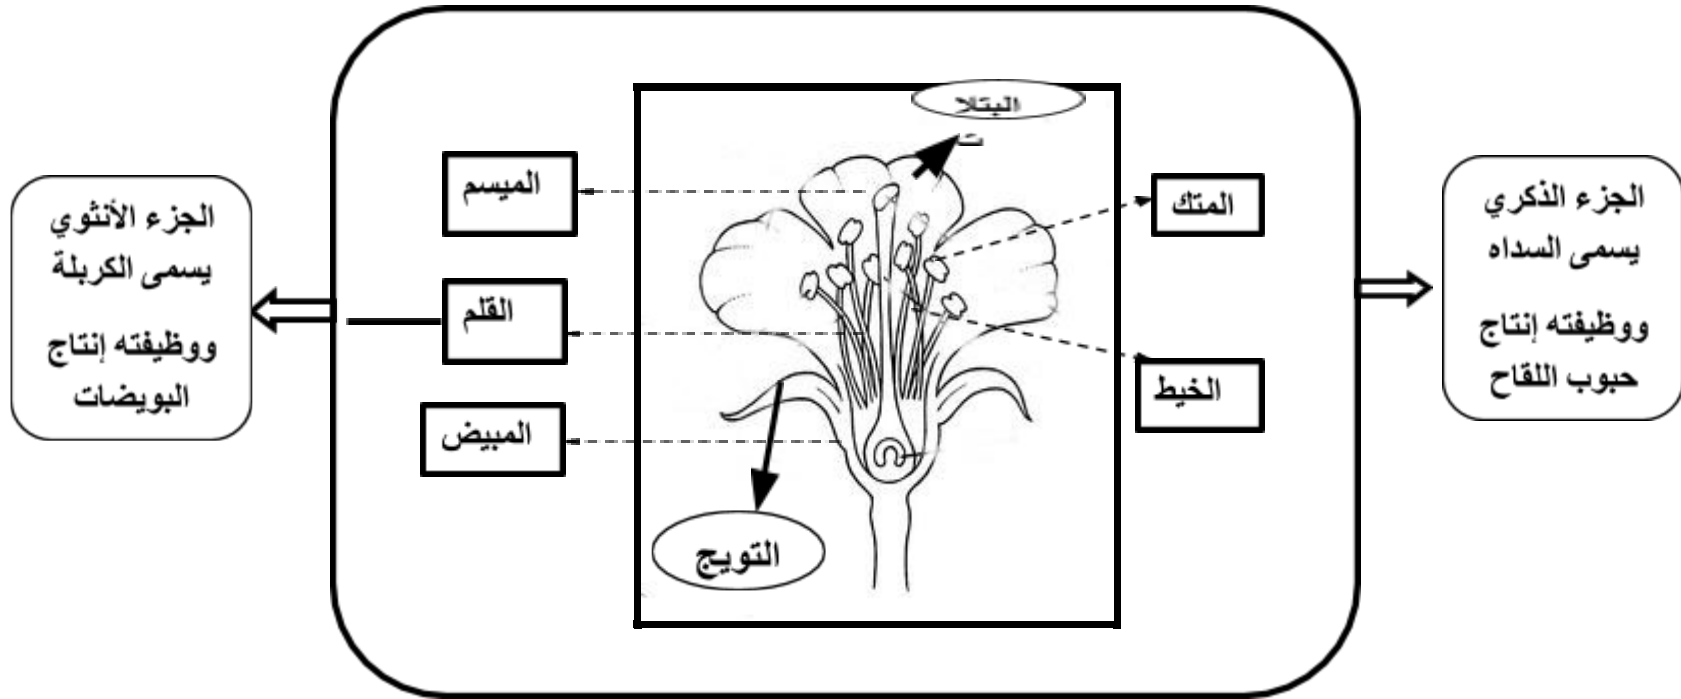 البتلا
ت
الميسم
المتك
الجزء الذكري
يسمى السداه
ووظيفته إنتاج
حبوب اللقاح
الجزء الأنثوي
يسمى الكربلة
ووظيفته إنتاج
البويضات
القلم
الخيط
المبيض
التويج